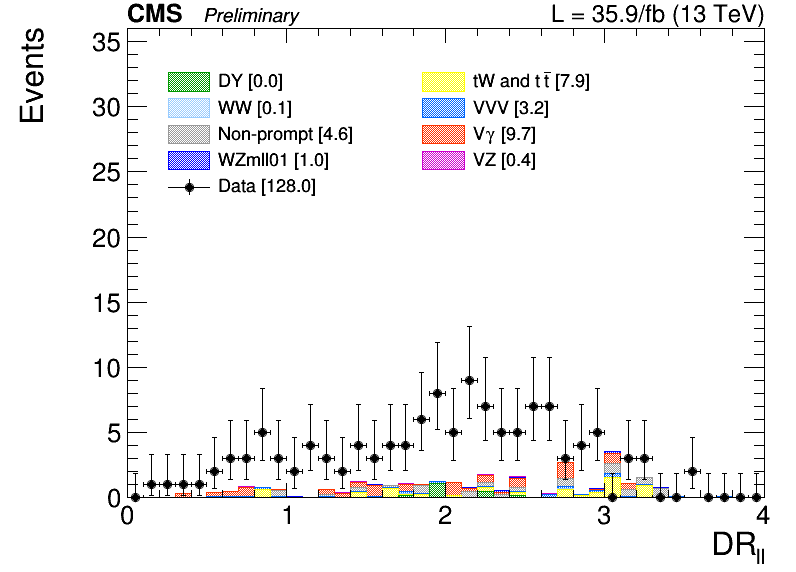 CMS Preliminary L = 35.9/fb (13 TeV)
Events
35
30
25
20
15
10
5
0
DY [0.0]
WW [0.1]
Non-prompt [4.6]
WZmll01 [1.0]
Data [128.0]
tW and tt̅ [7.9]
VVV [3.2]
Vγ [9.7]
VZ [0.4]
0 1 2 3 4
DR_ll